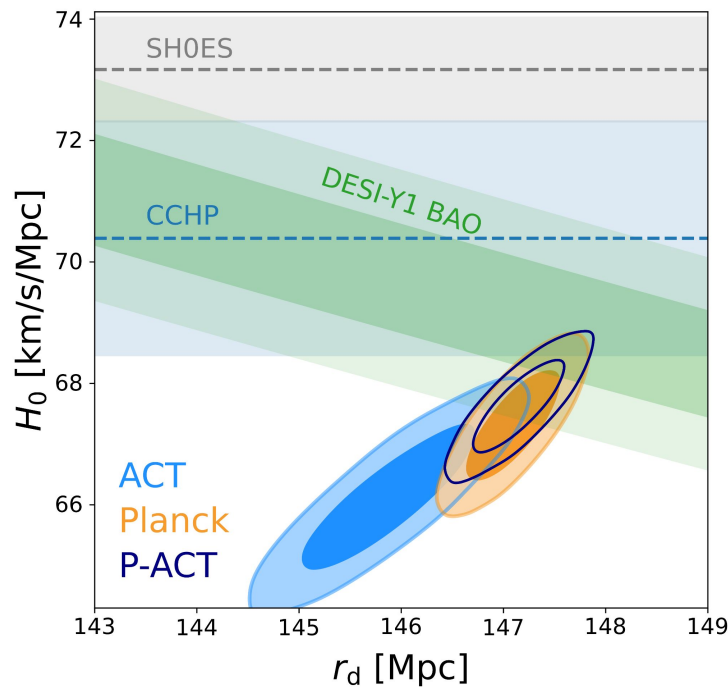 74
72
70
68
66
H₀ [km/s/Mpc]
SH0ES
DESI-Y1 BAO
CCHP
ACT
Planck
P-ACT
143 144 145 146 147 148 149
r_d [Mpc]